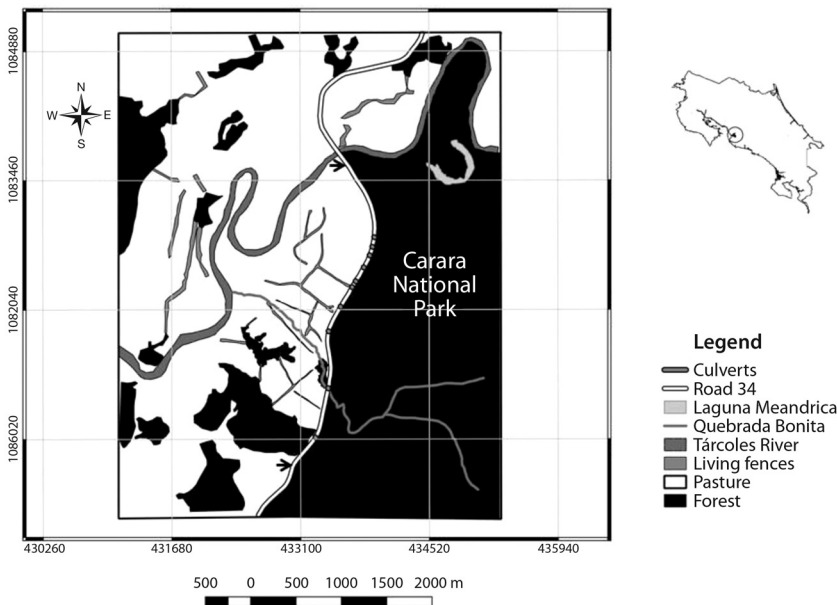 1084880
1083460
1082040
1086020
N
W E
S
Carara
National
Park
430260 431680 433100 434520 435940
500 0 500 1000 1500 2000 m
Legend
Culverts
Road 34
Laguna Meandrica
Quebrada Bonita
Tárcoles River
Living fences
Pasture
Forest